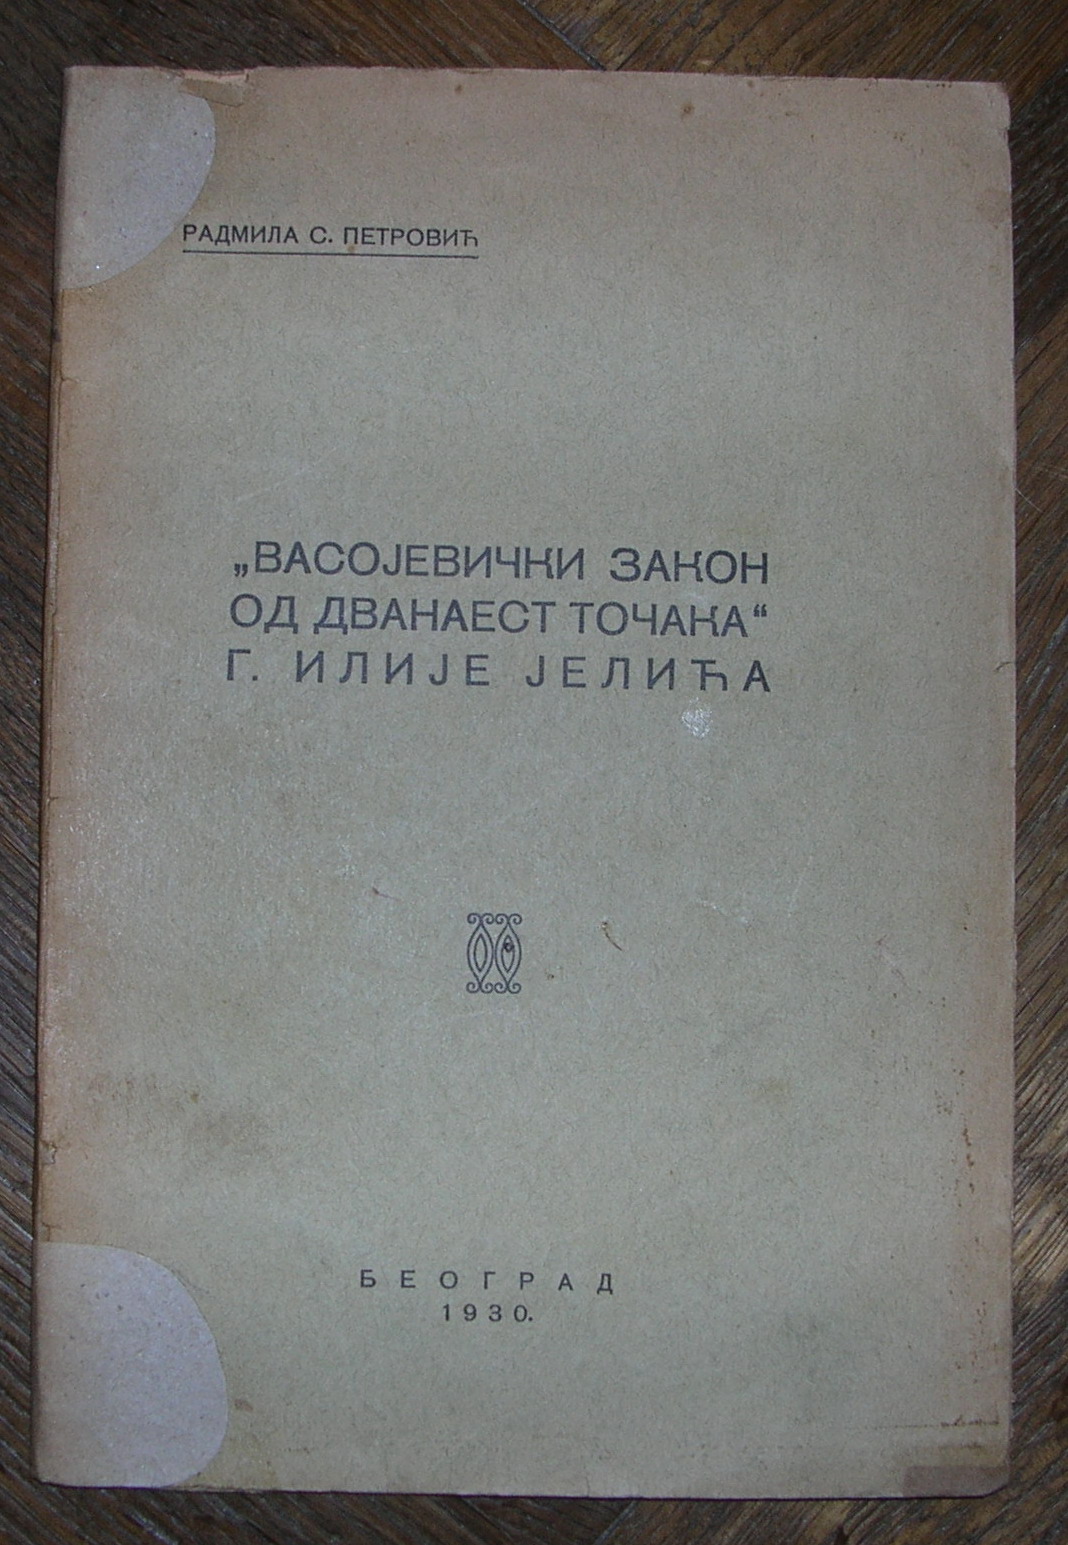 РАДМИЛА С. ПЕТРОВИЋ
„ВАСОЈЕВИЧКИ ЗАКОН
ОД ДВАНАЕСТ ТОЧАКА“
Г. ИЛИЈЕ ЈЕЛИЋА
БЕОГРАД
1930.